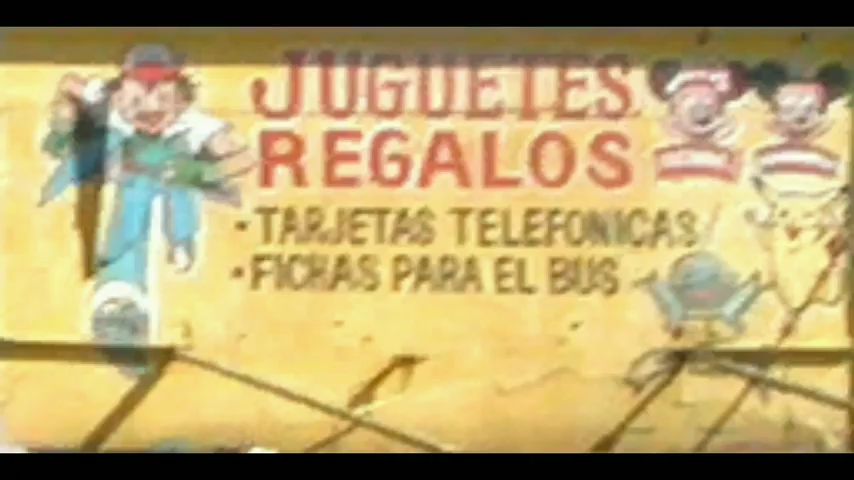 JUGUETES
REGALOS
• TARJETAS TELEFONICAS
• FICHAS PARA EL BUS